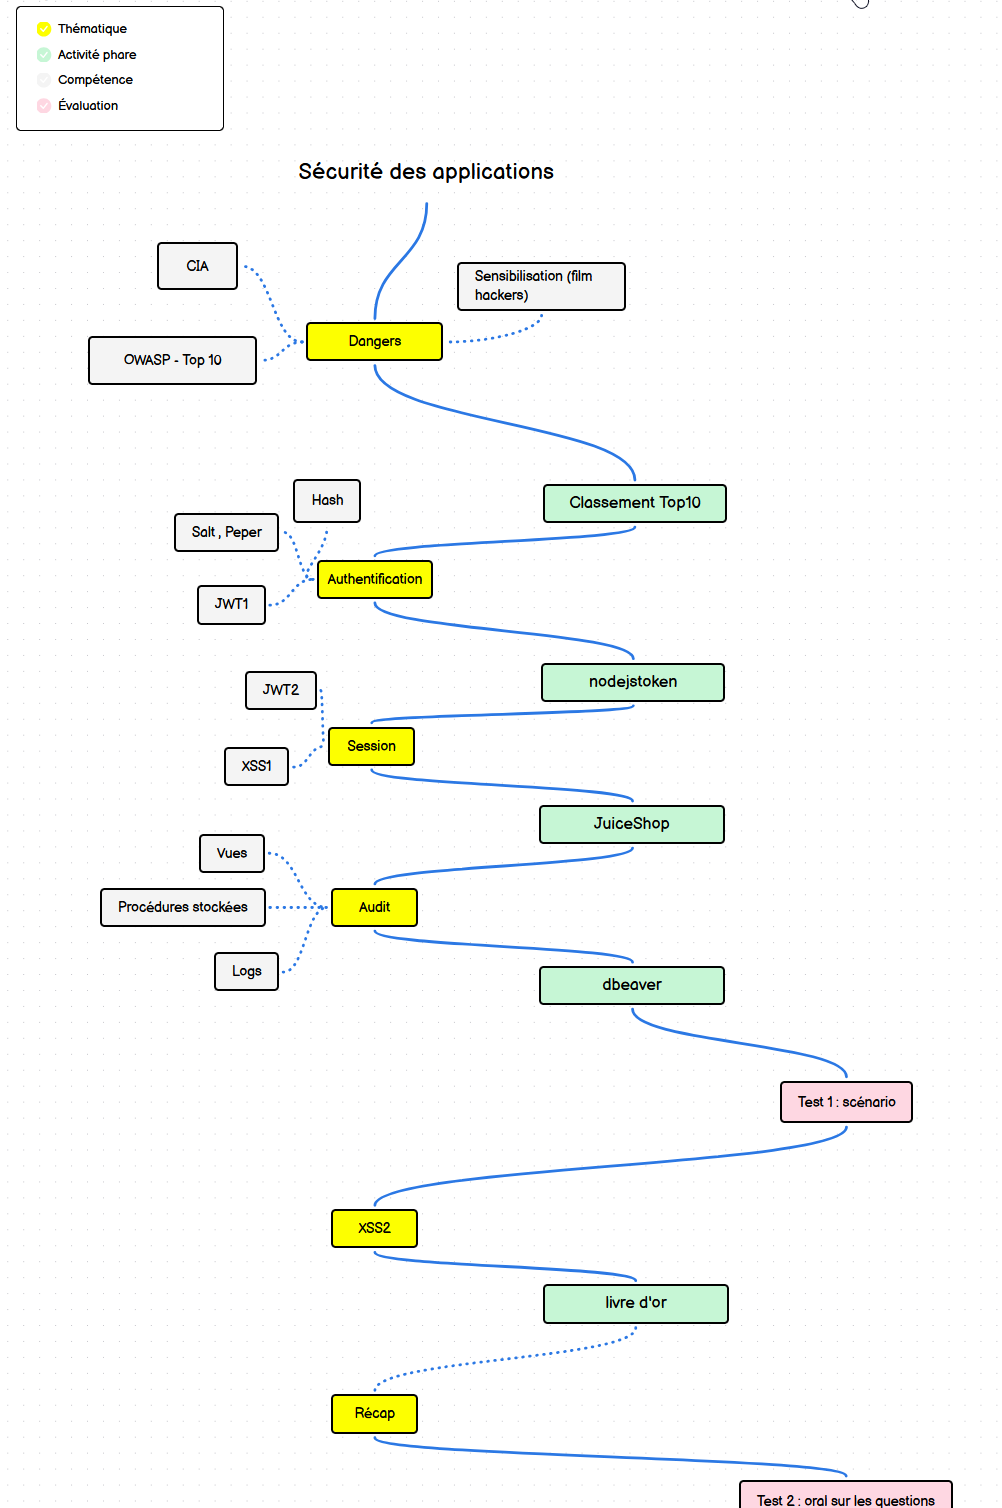 Thématique
Activité phare
Compétence
Évaluation
Sécurité des applications
CIA
Sensibilisation (film
hackers)
Dangers
OWASP - Top 10
Hash
Classement Top10
Salt , Peper
Authentification
JWT1
nodejstoken
JWT2
Session
XSS1
JuiceShop
Vues
Procédures stockées
Audit
Logs
dbeaver
Test 1 : scénario
XSS2
livre d'or
Récap
Test 2 : oral sur les questions